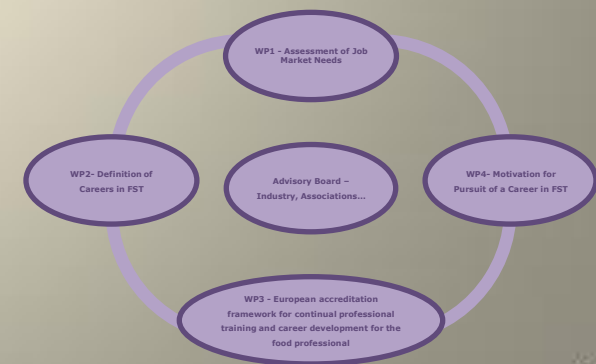 WP1 - Assessment of Job
Market Needs
WP2- Definition of
Careers in FST
Advisory Board –
Industry, Associations...
WP4- Motivation for
Pursuit of a Career in FST
WP3 - European accreditation
framework for continual professional
training and career development for the
food professional